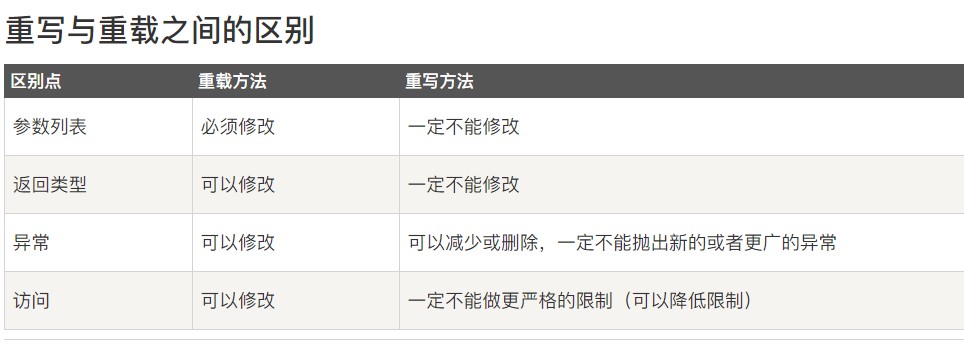 重写与重载之间的区别
区别点 重载方法 重写方法
参数列表 必须修改 一定不能修改
返回类型 可以修改 一定不能修改
异常 可以修改 可以减少或删除，一定不能抛出新的或者更广的异常
访问 可以修改 一定不能做更严格的限制（可以降低限制）